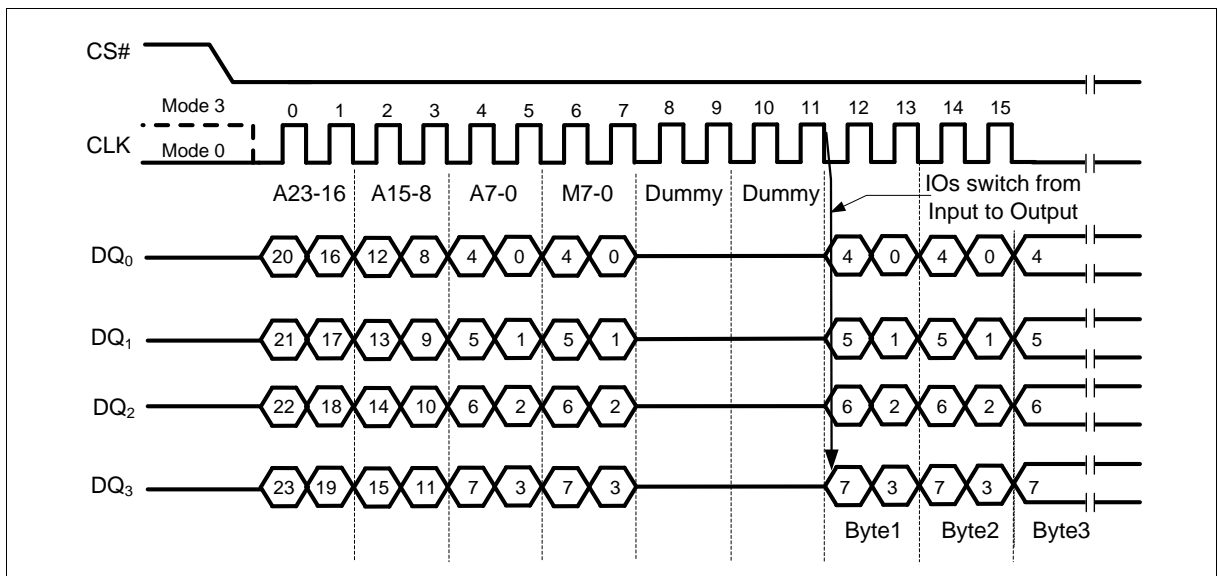 CS#
Mode 3
0 1 2 3 4 5 6 7 8 9 10 11 12 13 14 15
CLK
Mode 0
A23-16 A15-8 A7-0 M7-0 Dummy Dummy
IOs switch from
Input to Output
DQ0 20 16 12 8 4 0 4 0 4 0 4 0 4
DQ1 21 17 13 9 5 1 5 1 5 1 5 1 5
DQ2 22 18 14 10 6 2 6 2 6 2 6 2 6
DQ3 23 19 15 11 7 3 7 3 7 3 7 3 7
Byte1 Byte2 Byte3